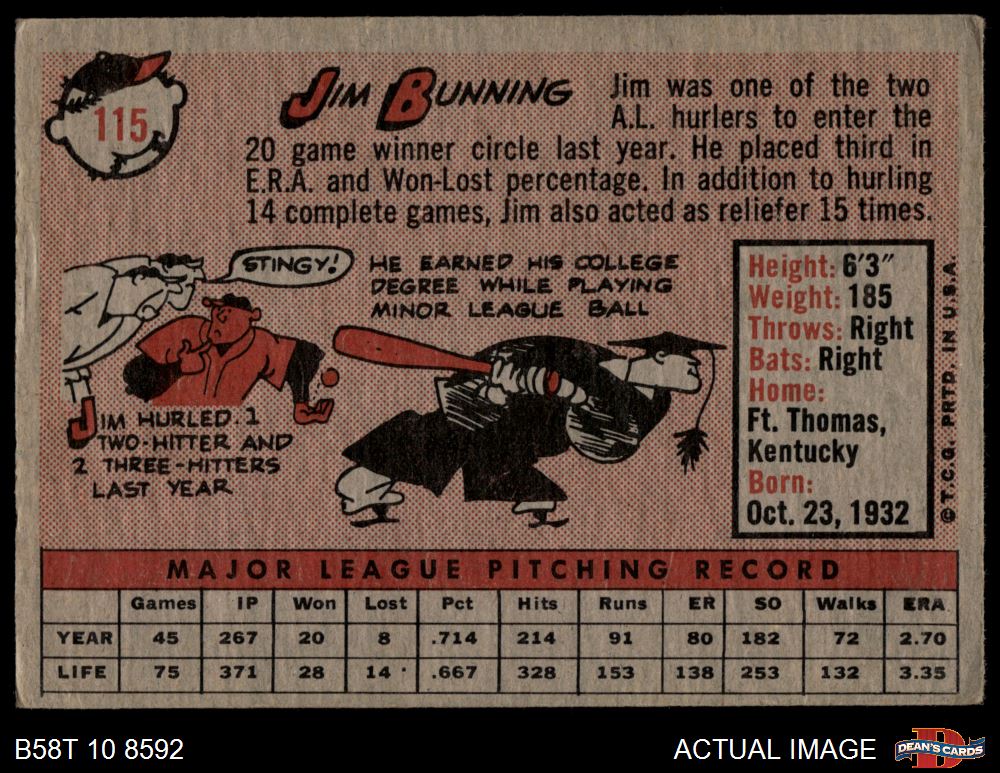 115
JIM BUNNING
Jim was one of the two
A.L. hurlers to enter the
20 game winner circle last year. He placed third in
E.R.A. and Won-Lost percentage. In addition to hurling
14 complete games, Jim also acted as reliefer 15 times.
STINGY!
HE EARNED HIS COLLEGE
DEGREE WHILE PLAYING
MINOR LEAGUE BALL
JIM HURLED 1
TWO-HITTER AND
2 THREE-HITTERS
LAST YEAR
Height: 6'3"
Weight: 185
Throws: Right
Bats: Right
Home:
Ft. Thomas,
Kentucky
Born:
Oct. 23, 1932
© T.C.G. PRTD. IN U.S.A.
MAJOR LEAGUE PITCHING RECORD
Games IP Won Lost Pct Hits Runs ER SO Walks ERA
YEAR 45 267 20 8 .714 214 91 80 182 72 2.70
LIFE 75 371 28 14 .667 328 153 138 253 132 3.35
B58T 10 8592
ACTUAL IMAGE
DEAN'S CARDS